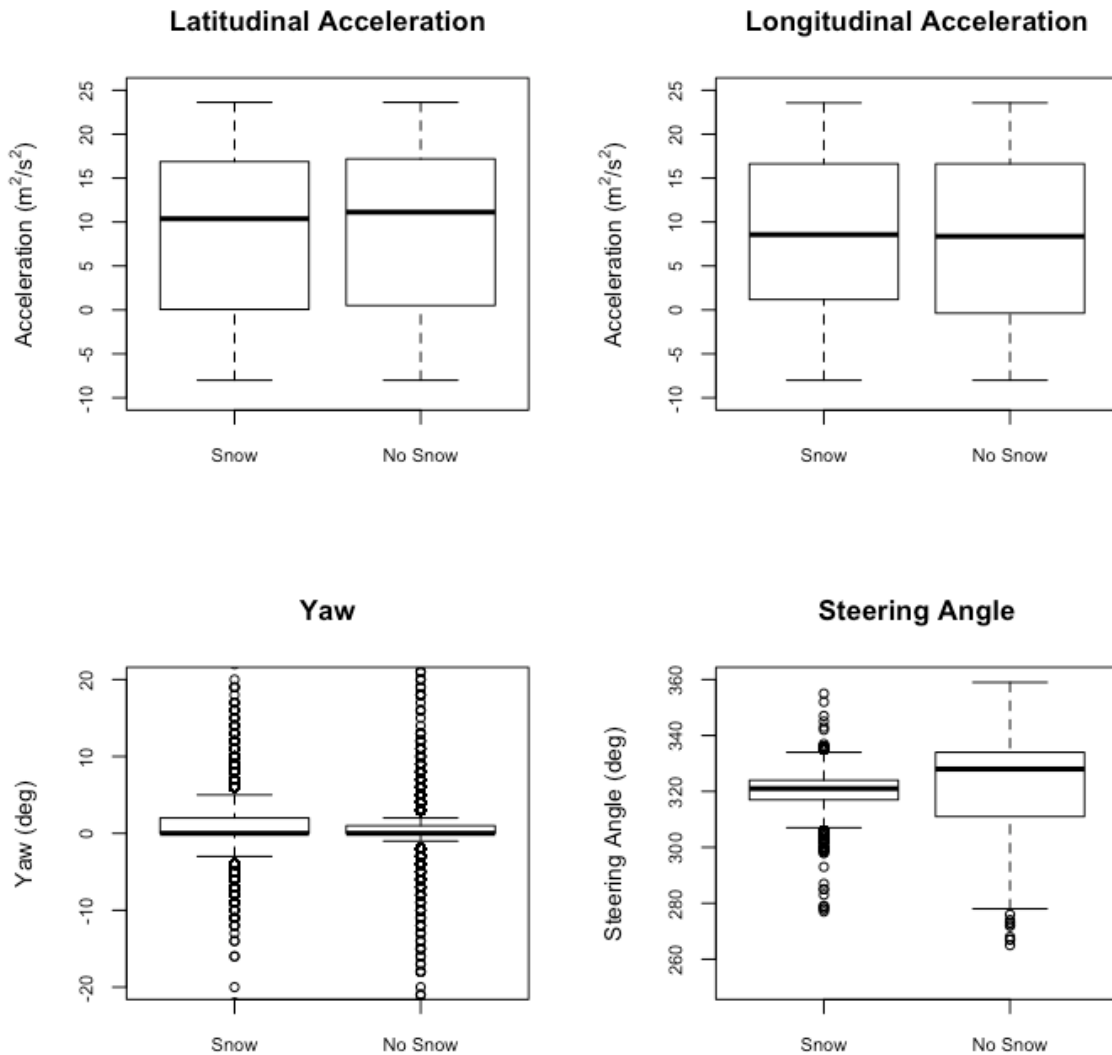 Latitudinal Acceleration
Acceleration (m²/s²)
25
20
15
10
5
0
-5
-10
Snow No Snow
Longitudinal Acceleration
Acceleration (m²/s²)
25
20
15
10
5
0
-5
-10
Snow No Snow
Yaw
Yaw (deg)
20
10
0
-10
-20
Snow No Snow
Steering Angle
Steering Angle (deg)
360
340
320
300
280
260
Snow No Snow